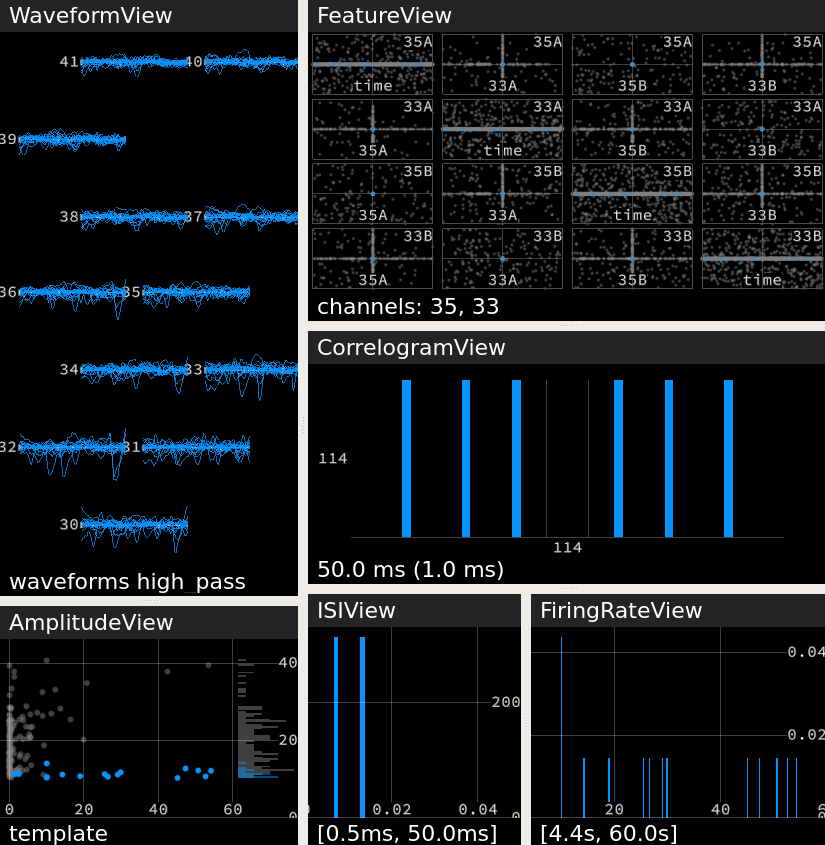 WaveformView
41 40
39
38 37
36 35
34 33
32 31
30
waveforms high_pass
FeatureView
35A 35A 35A 35A
time 33A 35B 33B
33A 33A 33A 33A
35A time 35B 33B
35B 35B 35B 35B
35A 33A time 33B
33B 33B 33B 33B
35A 33A 35B time
channels: 35, 33
CorrelogramView
114
114
50.0 ms (1.0 ms)
AmplitudeView
40
20
0
0 20 40 60
template
ISIView
200
0
0.02 0.04
[0.5ms, 50.0ms]
FiringRateView
0.04
0.02
20 40
[4.4s, 60.0s]